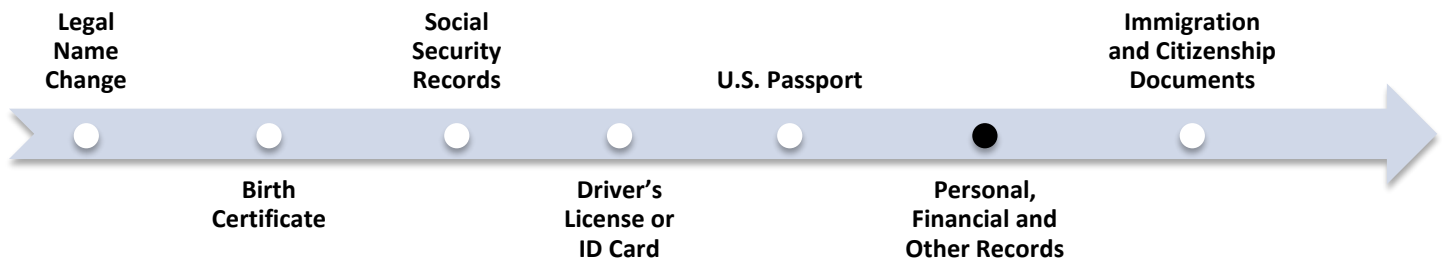 Legal
Name
Change
Birth
Certificate
Social
Security
Records
Driver’s
License or
ID Card
U.S. Passport
Personal,
Financial and
Other Records
Immigration
and Citizenship
Documents